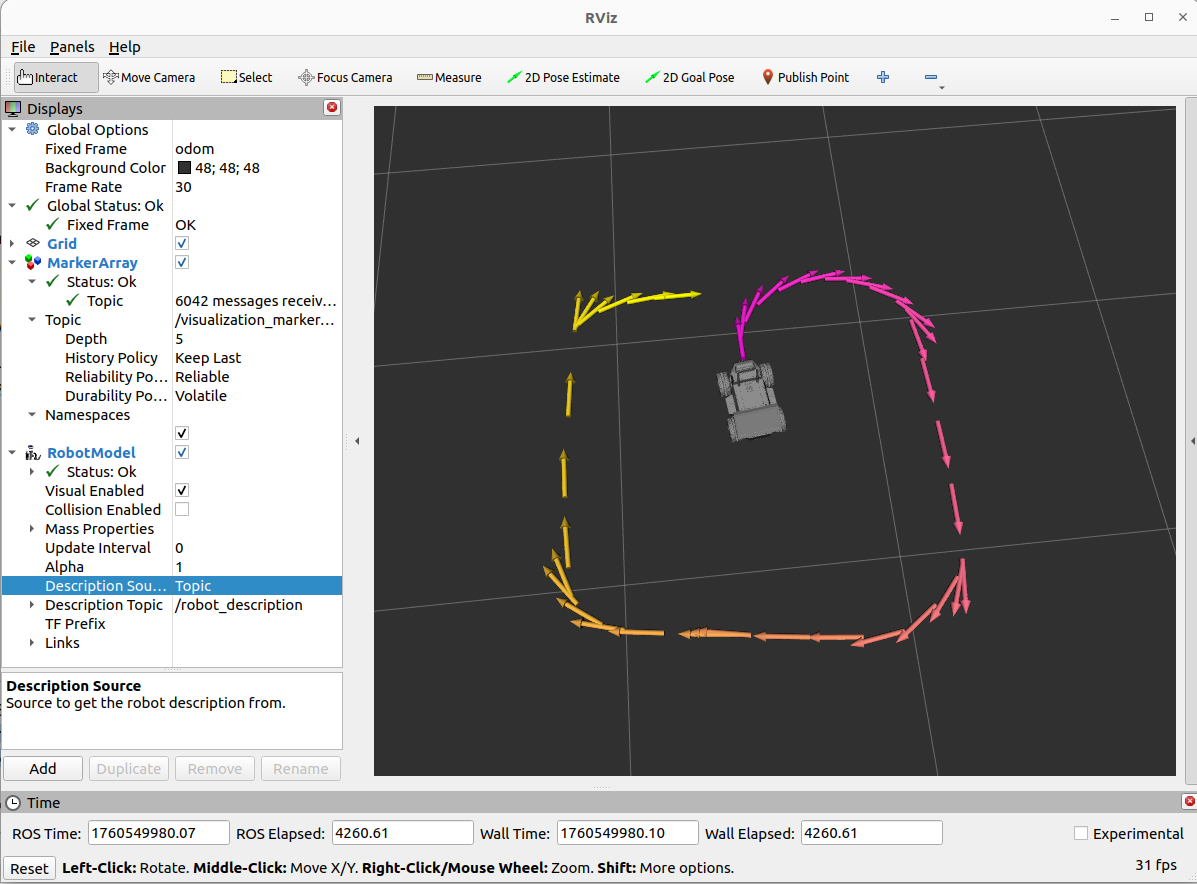 RViz
File Panels Help
Interact Move Camera Select Focus Camera Measure 2D Pose Estimate 2D Goal Pose Publish Point
Displays
Global Options
Fixed Frame odom
Background Color 48; 48; 48
Frame Rate 30
Global Status: Ok
Fixed Frame OK
Grid
MarkerArray
Status: Ok
Topic 6042 messages receiv...
Topic /visualization_marker...
Depth 5
History Policy Keep Last
Reliability Po... Reliable
Durability Po... Volatile
Namespaces
RobotModel
Status: Ok
Visual Enabled
Collision Enabled
Mass Properties
Update Interval 0
Alpha 1
Description Sou... Topic
Description Topic /robot_description
TF Prefix
Links
Description Source
Source to get the robot description from.
Add Duplicate Remove Rename
Time
ROS Time: 1760549980.07 ROS Elapsed: 4260.61 Wall Time: 1760549980.10 Wall Elapsed: 4260.61 Experimental
Reset Left-Click: Rotate. Middle-Click: Move X/Y. Right-Click/Mouse Wheel: Zoom. Shift: More options. 31 fps